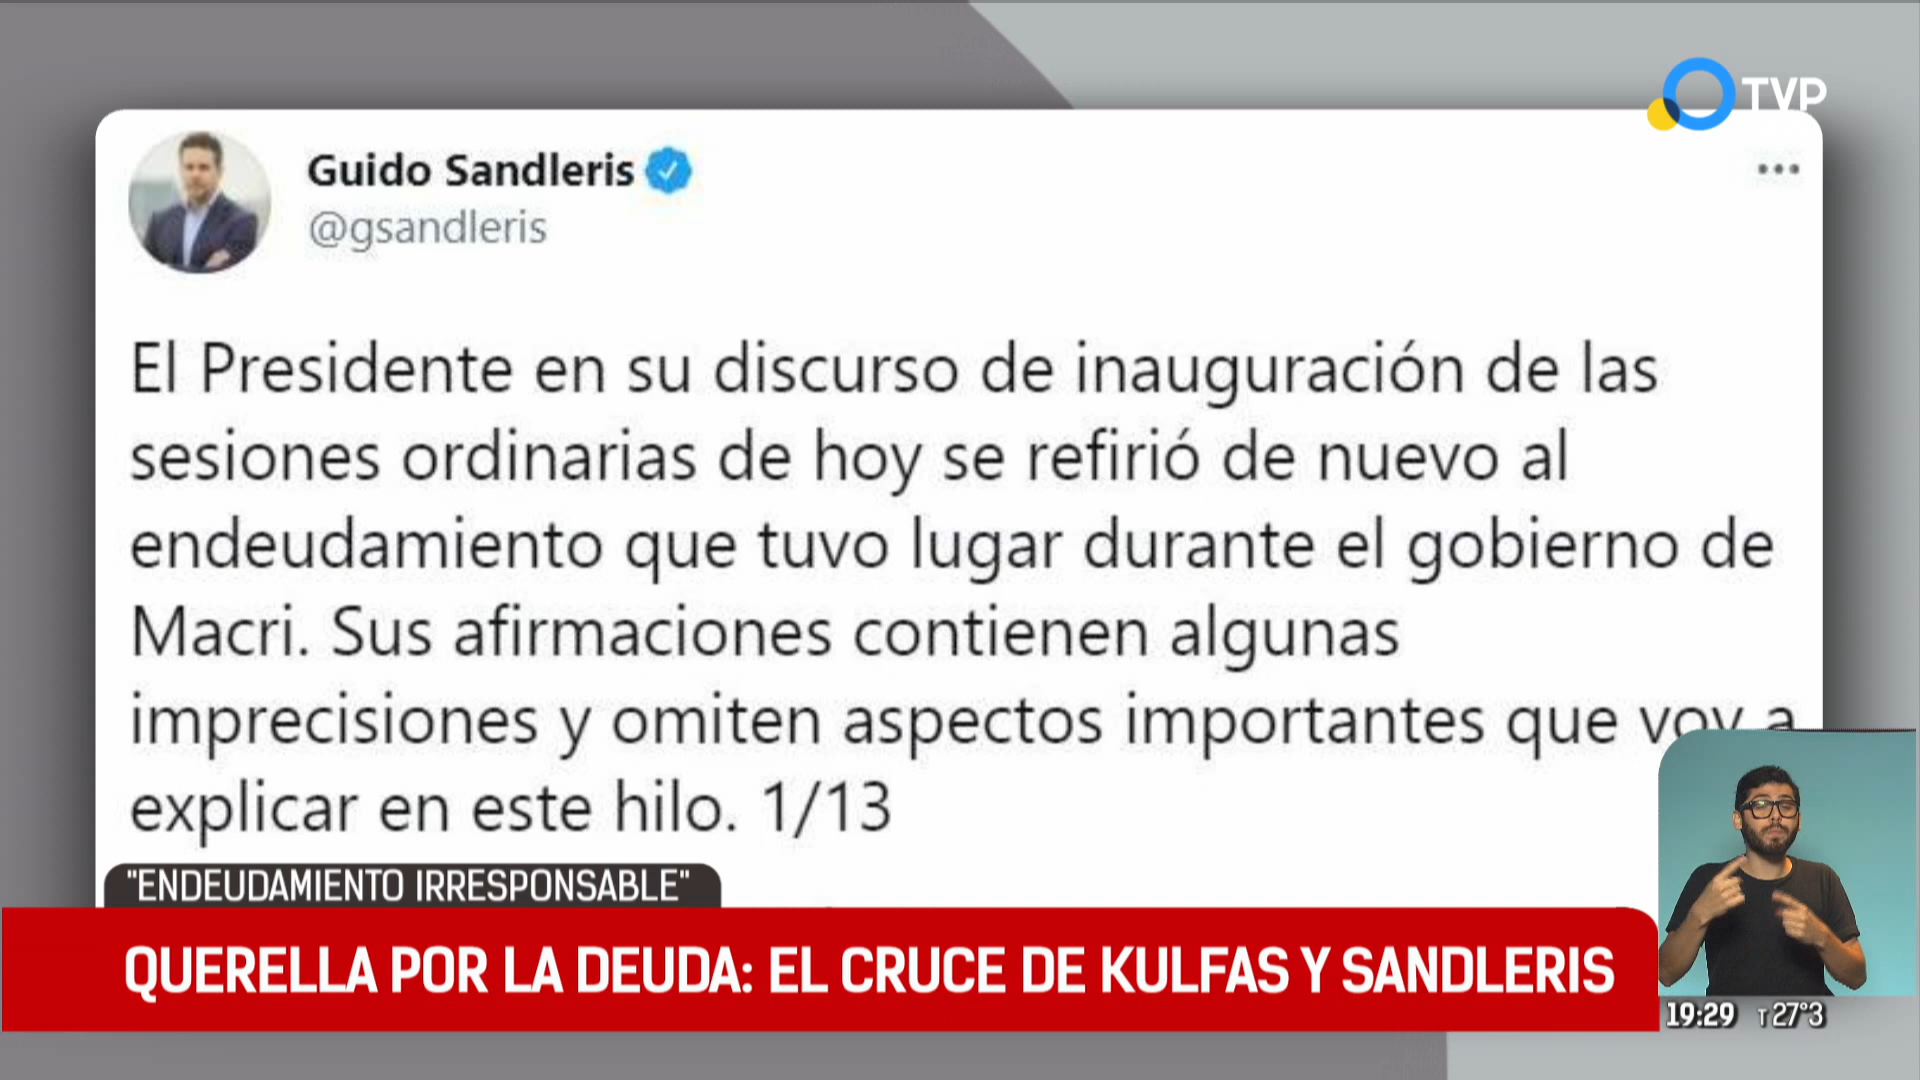 TVP
Guido Sandleris
@gsandleris
El Presidente en su discurso de inauguración de las
sesiones ordinarias de hoy se refirió de nuevo al
endeudamiento que tuvo lugar durante el gobierno de
Macri. Sus afirmaciones contienen algunas
imprecisiones y omiten aspectos importantes que voy a
explicar en este hilo. 1/13
"ENDEUDAMIENTO IRRESPONSABLE"
QUERELLA POR LA DEUDA: EL CRUCE DE KULFAS Y SANDLERIS
19:29 T 27°3